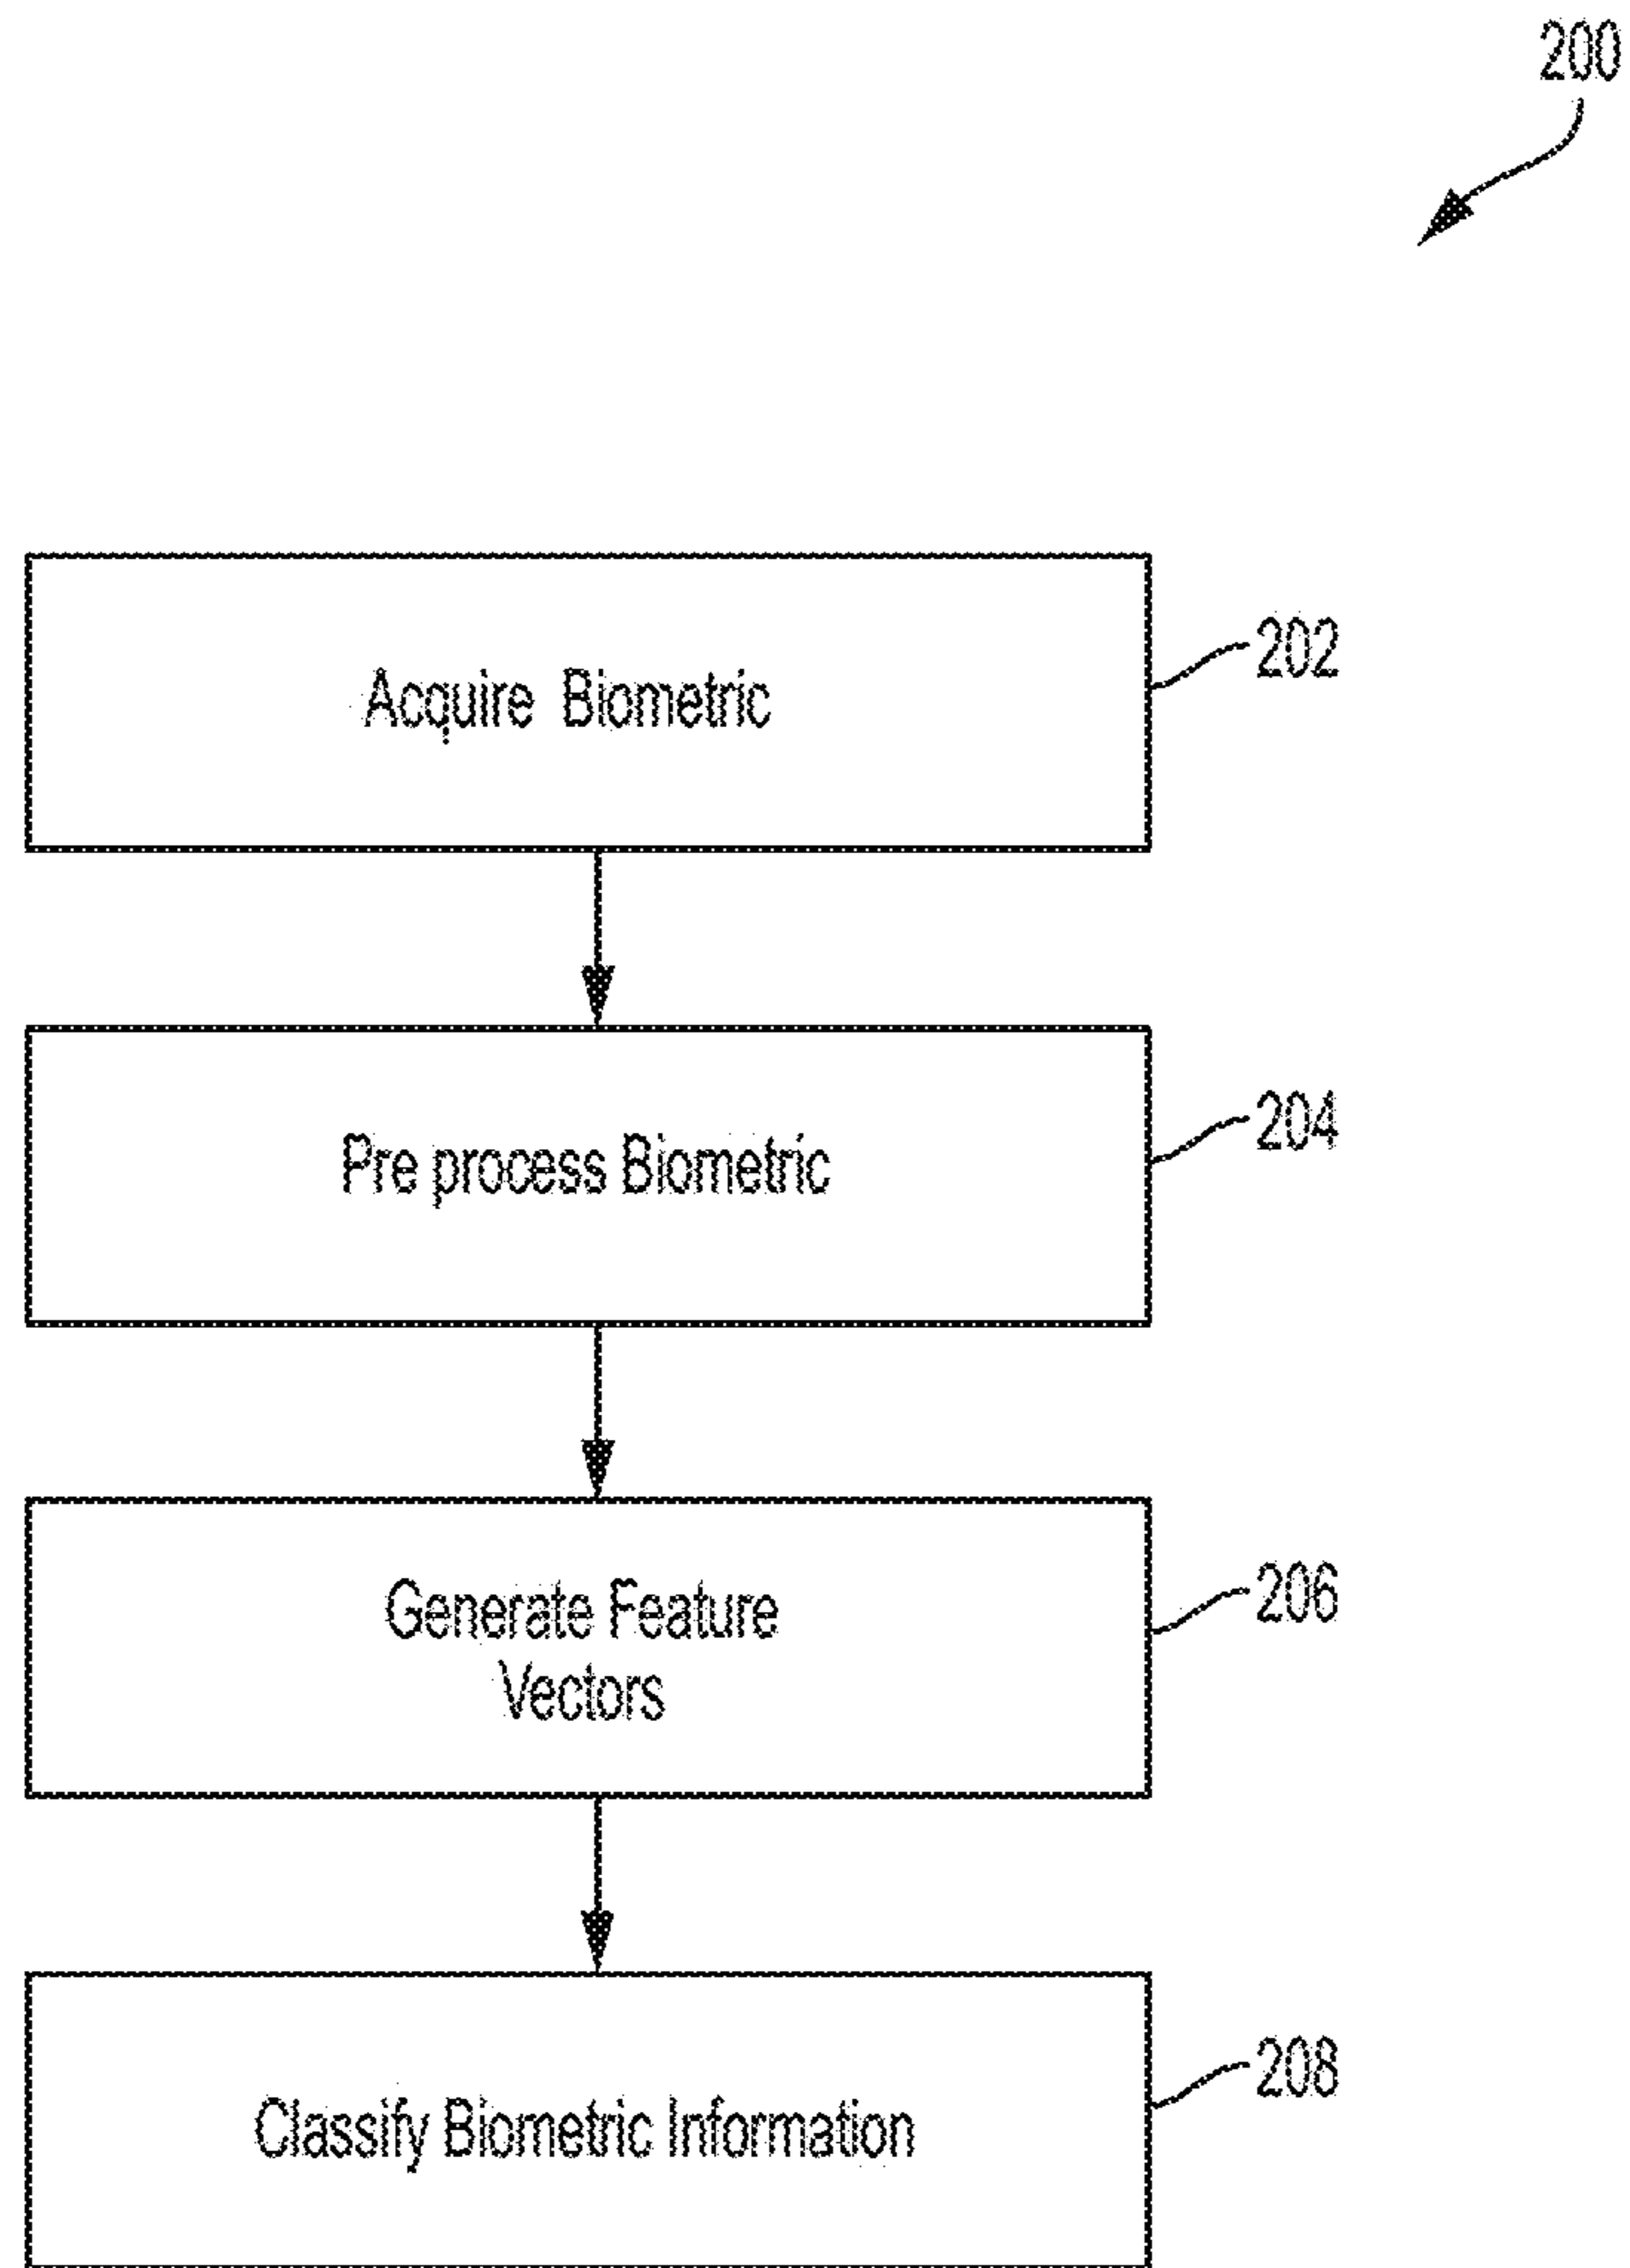 200
Acquire Biometric
202
Pre process Biometric
204
Generate Feature
Vectors
206
Classify Biometric Information
208